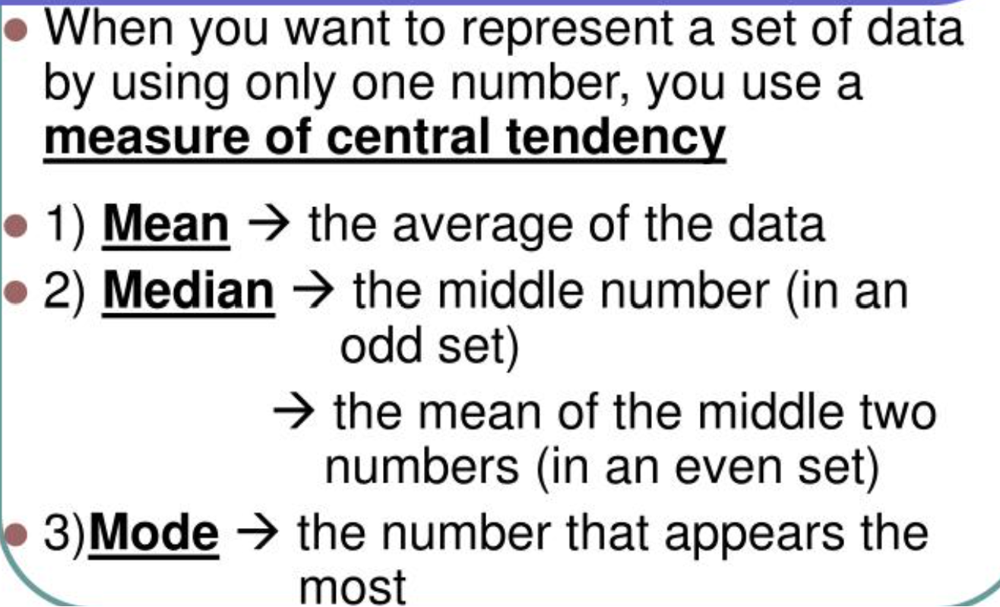 • When you want to represent a set of data
by using only one number, you use a
measure of central tendency
• 1) Mean → the average of the data
• 2) Median → the middle number (in an
odd set)
→ the mean of the middle two
numbers (in an even set)
• 3)Mode → the number that appears the
most